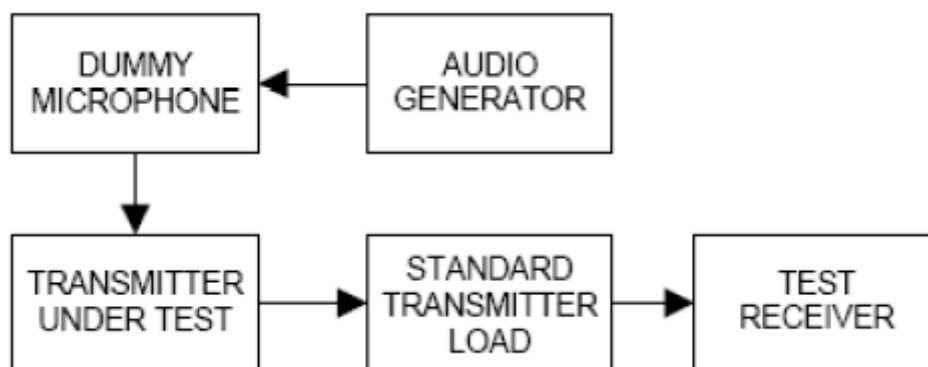 DUMMY
MICROPHONE
AUDIO
GENERATOR
TRANSMITTER
UNDER TEST
STANDARD
TRANSMITTER
LOAD
TEST
RECEIVER